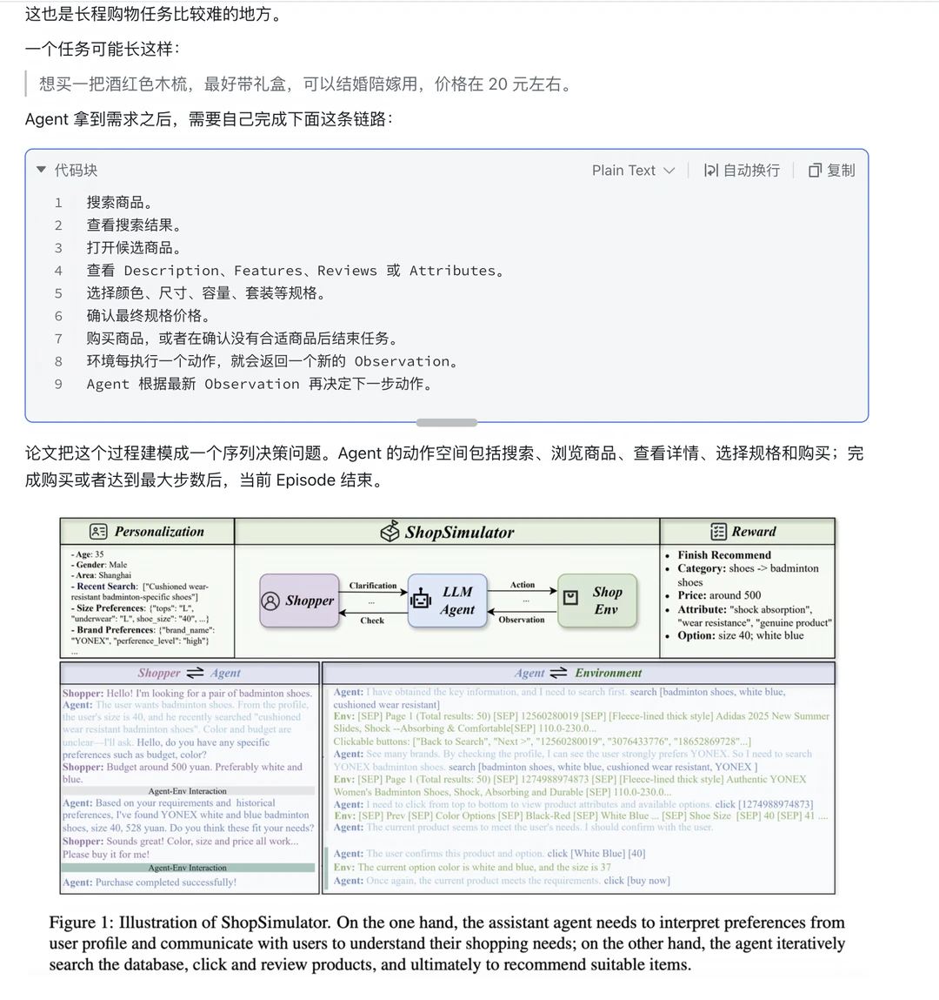 这也是长程购物任务比较难的地方。
一个任务可能长这样：
想买一把酒红色木梳，最好带礼盒，可以结婚陪嫁用，价格在 20 元左右。
Agent 拿到需求之后，需要自己完成下面这条链路：
代码块
Plain Text
自动换行
复制
1 搜索商品。
2 查看搜索结果。
3 打开候选商品。
4 查看 Description、Features、Reviews 或 Attributes。
5 选择颜色、尺寸、容量、套装等规格。
6 确认最终规格价格。
7 购买商品，或者在确认没有合适商品后结束任务。
8 环境每执行一个动作，就会返回一个新的 Observation。
9 Agent 根据最新 Observation 再决定下一步动作。
论文把这个过程建模成一个序列决策问题。Agent 的动作空间包括搜索、浏览商品、查看详情、选择规格和购买；完
成购买或者达到最大步数后，当前 Episode 结束。
Personalization
- Age: 35
- Gender: Male
- Area: Shanghai
- Recent Search: ["Cushioned wear-
resistant badminton-specific shoes"]
- Size Preferences: {"tops": "L",
"underwear": "L", shoe_size": "40", ...}
- Brand Preferences: {"brand_name":
"YONEX", "perference_level": "high"}
...
ShopSimulator
Shopper
Clarification
...
Check
LLM
Agent
Action
...
Observation
Shop
Env
Reward
• Finish Recommend
• Category: shoes -> badminton
shoes
• Price: around 500
• Attribute: "shock absorption",
"wear resistance", "genuine product"
• Option: size 40; white blue
Shopper ⇌ Agent
Shopper: Hello! I'm looking for a pair of badminton shoes.
Agent: The user wants badminton shoes. From the profile,
the user's size is 40, and he recently searched "cushioned
wear resistant badminton shoes". Color and budget are
unclear—I'll ask. Hello, do you have any specific
preferences such as budget, color?
Shopper: Budget around 500 yuan. Preferably white and
blue.
Agent-Env Interaction
Agent: Based on your requirements and historical
preferences, I've found YONEX white and blue badminton
shoes, size 40, 528 yuan. Do you think these fit your needs?
Shopper: Sounds great! Color, size and price all work...
Please buy it for me!
Agent-Env Interaction
Agent: Purchase completed successfully!
Agent ⇌ Environment
Agent: I have obtained the key information, and I need to search first. search [badminton shoes, white blue,
cushioned wear resistant]
Env: [SEP] Page 1 (Total results: 50) [SEP] 12560280019 [SEP] [Fleece-lined thick style] Adidas 2025 New Summer
Slides, Shock –Absorbing & Comfortable[SEP] 110.0-230.0...
Clickable buttons: ["Back to Search", "Next >", "12560280019", "3076433776", "18652869728"...]
Agent: See many brands. By checking the profile, I can see the user strongly prefers YONEX. So I need to search
YONEX badminton shoes. search [badminton shoes, white blue, cushioned wear resistant, YONEX ]
Env: [SEP] Page 1 (Total results: 50) [SEP] 1274988974873 [SEP] [Fleece-lined thick style] Authentic YONEX
Women's Badminton Shoes, Shock, Absorbing and Durable [SEP] 110.0-230.0...
Agent: I need to click from top to bottom to view product attributes and available options. click [1274988974873]
Env: [SEP] Prev [SEP] Color Options [SEP] Black-Red [SEP] White Blue ... [SEP] Shoe Size [SEP] 40 [SEP] 41 ....
Agent: The current product seems to meet the user's needs. I should confirm with the user.
Agent: The user confirms this product and option. click [White Blue] [40]
Env: The current option color is white and blue, and the size is 37
Agent: Once again, the current product meets the requirements. click [buy now]
Figure 1: Illustration of ShopSimulator. On the one hand, the assistant agent needs to interpret preferences from
user profile and communicate with users to understand their shopping needs; on the other hand, the agent iteratively
search the database, click and review products, and ultimately to recommend suitable items.